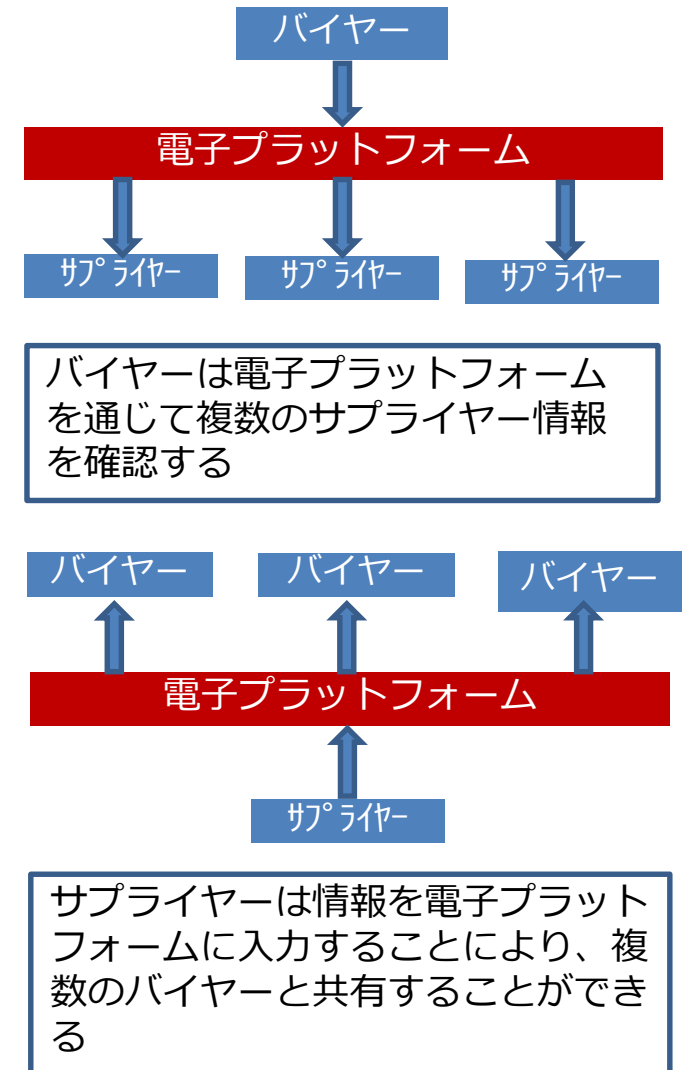 バイヤー
電子プラットフォーム
ｻﾌﾟﾗｲﾔｰ
ｻﾌﾟﾗｲﾔｰ
ｻﾌﾟﾗｲﾔｰ
バイヤーは電子プラットフォーム
を通じて複数のサプライヤー情報
を確認する
バイヤー
バイヤー
バイヤー
電子プラットフォーム
ｻﾌﾟﾗｲﾔｰ
サプライヤーは情報を電子プラット
フォームに入力することにより、複
数のバイヤーと共有することができ
る